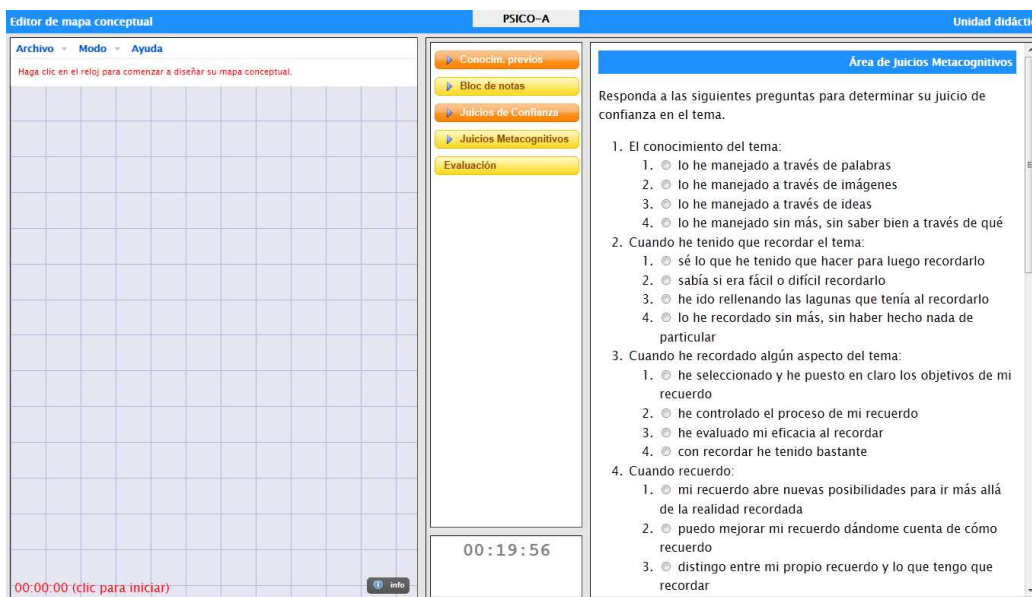 Editor de mapa conceptual
PSICO-A
Unidad didácti
Archivo Modo Ayuda
Haga clic en el reloj para comenzar a diseñar su mapa conceptual.
00:00:00 (clic para iniciar)
info
Conocim. previos
Bloc de notas
Juicios de Confianza
Juicios Metacognitivos
Evaluación
00:19:56
Área de Juicios Metacognitivos
Responda a las siguientes preguntas para determinar su juicio de
confianza en el tema.
1. El conocimiento del tema:
1. lo he manejado a través de palabras
2. lo he manejado a través de imágenes
3. lo he manejado a través de ideas
4. lo he manejado sin más, sin saber bien a través de qué
2. Cuando he tenido que recordar el tema:
1. sé lo que he tenido que hacer para luego recordarlo
2. sabía si era fácil o difícil recordarlo
3. he ido rellenando las lagunas que tenía al recordarlo
4. lo he recordado sin más, sin haber hecho nada de
particular
3. Cuando he recordado algún aspecto del tema:
1. he seleccionado y he puesto en claro los objetivos de mi
recuerdo
2. he controlado el proceso de mi recuerdo
3. he evaluado mi eficacia al recordar
4. con recordar he tenido bastante
4. Cuando recuerdo:
1. mi recuerdo abre nuevas posibilidades para ir más allá
de la realidad recordada
2. puedo mejorar mi recuerdo dándome cuenta de cómo
recuerdo
3. distingo entre mi propio recuerdo y lo que tengo que
recordar